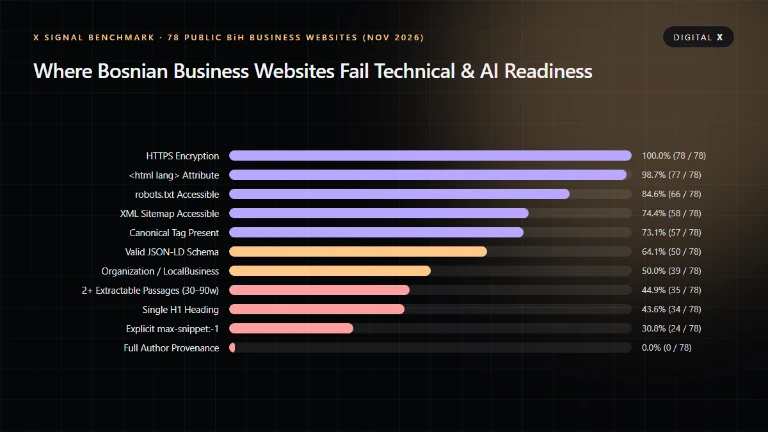 X SIGNAL BENCHMARK · 78 PUBLIC BiH BUSINESS WEBSITES (NOV 2026)
DIGITAL X
Where Bosnian Business Websites Fail Technical & AI Readiness
HTTPS Encryption 100.0% (78 / 78)
<html lang> Attribute 98.7% (77 / 78)
robots.txt Accessible 84.6% (66 / 78)
XML Sitemap Accessible 74.4% (58 / 78)
Canonical Tag Present 73.1% (57 / 78)
Valid JSON-LD Schema 64.1% (50 / 78)
Organization / LocalBusiness 50.0% (39 / 78)
2+ Extractable Passages (30–90w) 44.9% (35 / 78)
Single H1 Heading 43.6% (34 / 78)
Explicit max-snippet:-1 30.8% (24 / 78)
Full Author Provenance 0.0% (0 / 78)